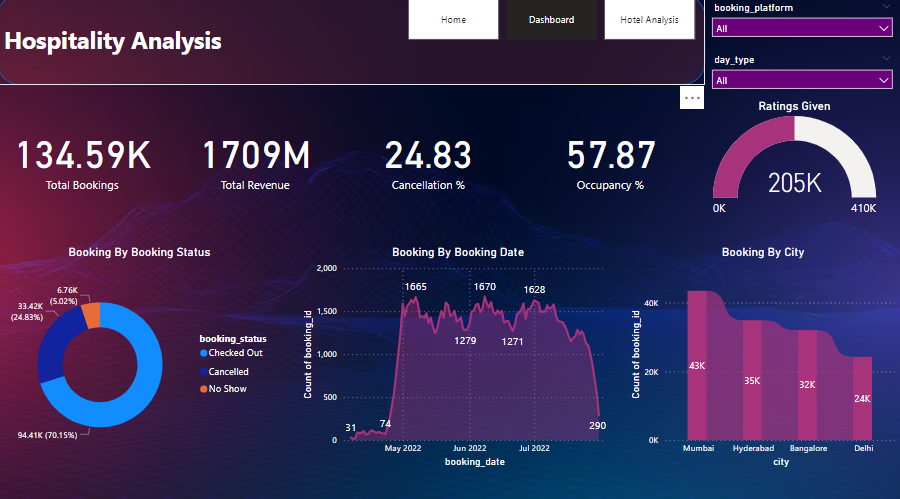 Hospitality Analysis
Home
Dashboard
Hotel Analysis
booking_platform
All
day_type
All
134.59K
Total Bookings
1709M
Total Revenue
24.83
Cancellation %
57.87
Occupancy %
Ratings Given
205K
0K
410K
Booking By Booking Status
6.76K
(5.02%)
33.42K
(24.83%)
94.41K (70.15%)
booking_status
Checked Out
Cancelled
No Show
Booking By Booking Date
Count of booking_id
2,000
1,500
1,000
500
0
31
74
1665
1279
1670
1271
1628
290
May 2022
Jun 2022
Jul 2022
booking_date
Booking By City
Count of booking_id
40K
20K
0K
43K
35K
32K
24K
Mumbai
Hyderabad
Bangalore
Delhi
city